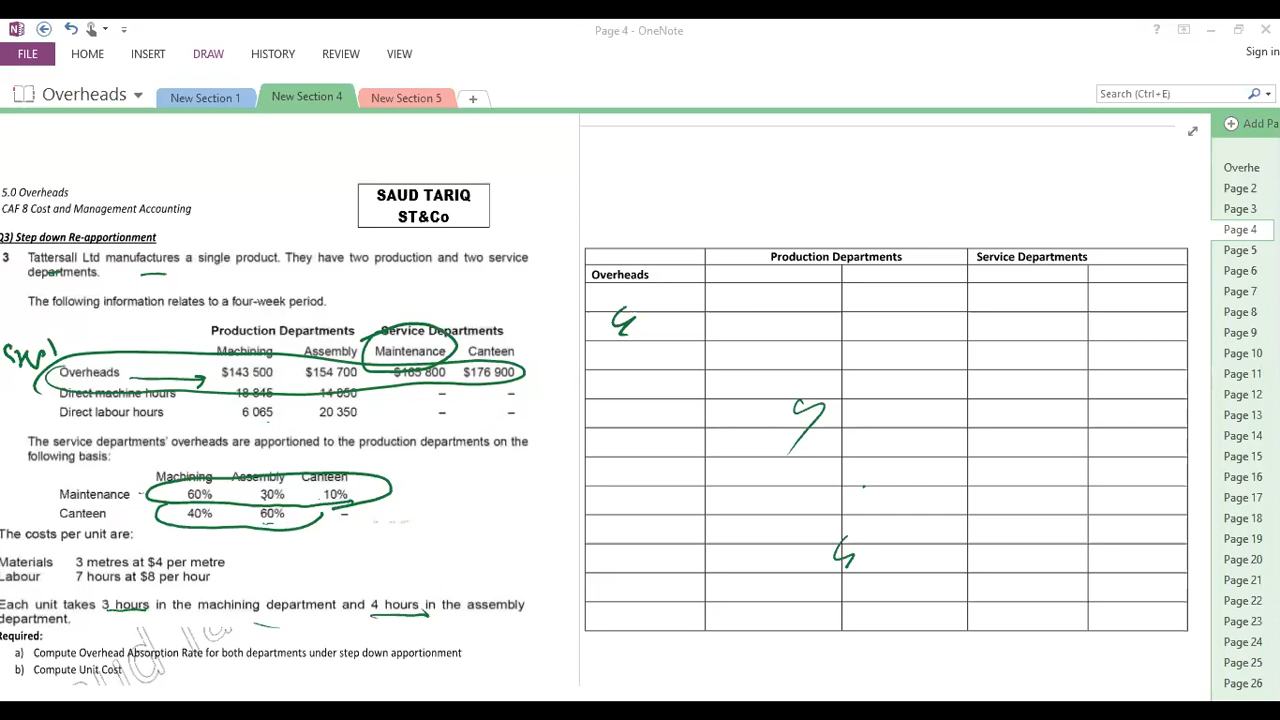 Page 4 - OneNote
?
FILE HOME INSERT DRAW HISTORY REVIEW VIEW
Sign in
Overheads New Section 1 New Section 4 New Section 5
Search (Ctrl+E)
Add Pa
5.0 Overheads
CAF 8 Cost and Management Accounting
SAUD TARIQ
ST&Co
Q3) Step down Re-apportionment
3 Tattersall Ltd manufactures a single product. They have two production and two service
departments.
The following information relates to a four-week period.
Production Departments Service Departments
Machining Assembly Maintenance Canteen
Step 1
Overheads $143 500 $154 700 $165 800 $176 900
Direct machine hours 18 845 14 050 – –
Direct labour hours 6 065 20 350 – –
The service departments' overheads are apportioned to the production departments on the
following basis:
Machining Assembly Canteen
Maintenance 60% 30% 10%
Canteen 40% 60% –
The costs per unit are:
Materials 3 metres at $4 per metre
Labour 7 hours at $8 per hour
Each unit takes 3 hours in the machining department and 4 hours in the assembly
department.
Required:
a) Compute Overhead Absorption Rate for both departments under step down apportionment
b) Compute Unit Cost
Production Departments Service Departments
Overheads
Overhe
Page 2
Page 3
Page 4
Page 5
Page 6
Page 7
Page 8
Page 9
Page 10
Page 11
Page 12
Page 13
Page 14
Page 15
Page 16
Page 17
Page 18
Page 19
Page 20
Page 21
Page 22
Page 23
Page 24
Page 25
Page 26